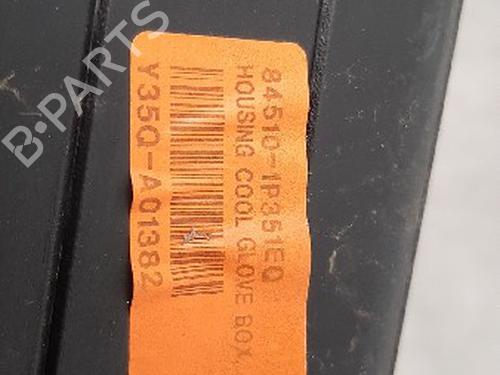 84510-1P351EQ
HOUSING COOL GLOVE BOX,
Y35Q-A01382
B-PARTS